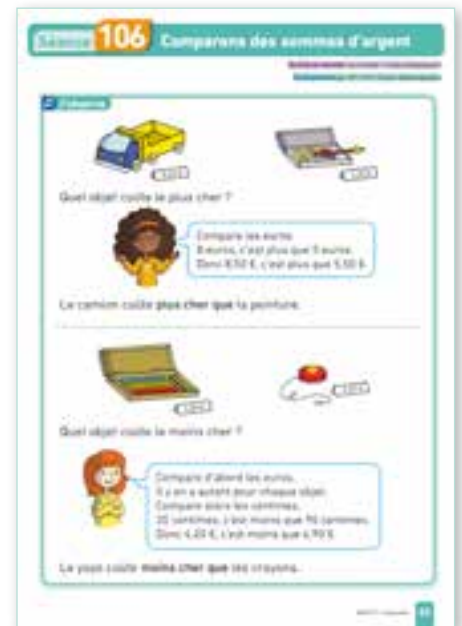 Séance 106 Comparons des sommes d'argent
J'observe
Quel objet coûte le plus cher ?
Compare les euros.
8 euros, c'est plus que 5 euros.
Donc 8,50 €, c'est plus que 5,50 €.
Le camion coûte plus cher que la peinture.
Quel objet coûte le moins cher ?
Compare d'abord les euros.
Il y en a autant pour chaque objet.
Compare alors les centimes.
20 centimes, c'est moins que 90 centimes.
Donc 4,20 €, c'est moins que 4,90 €.
Le yoyo coûte moins cher que les crayons.